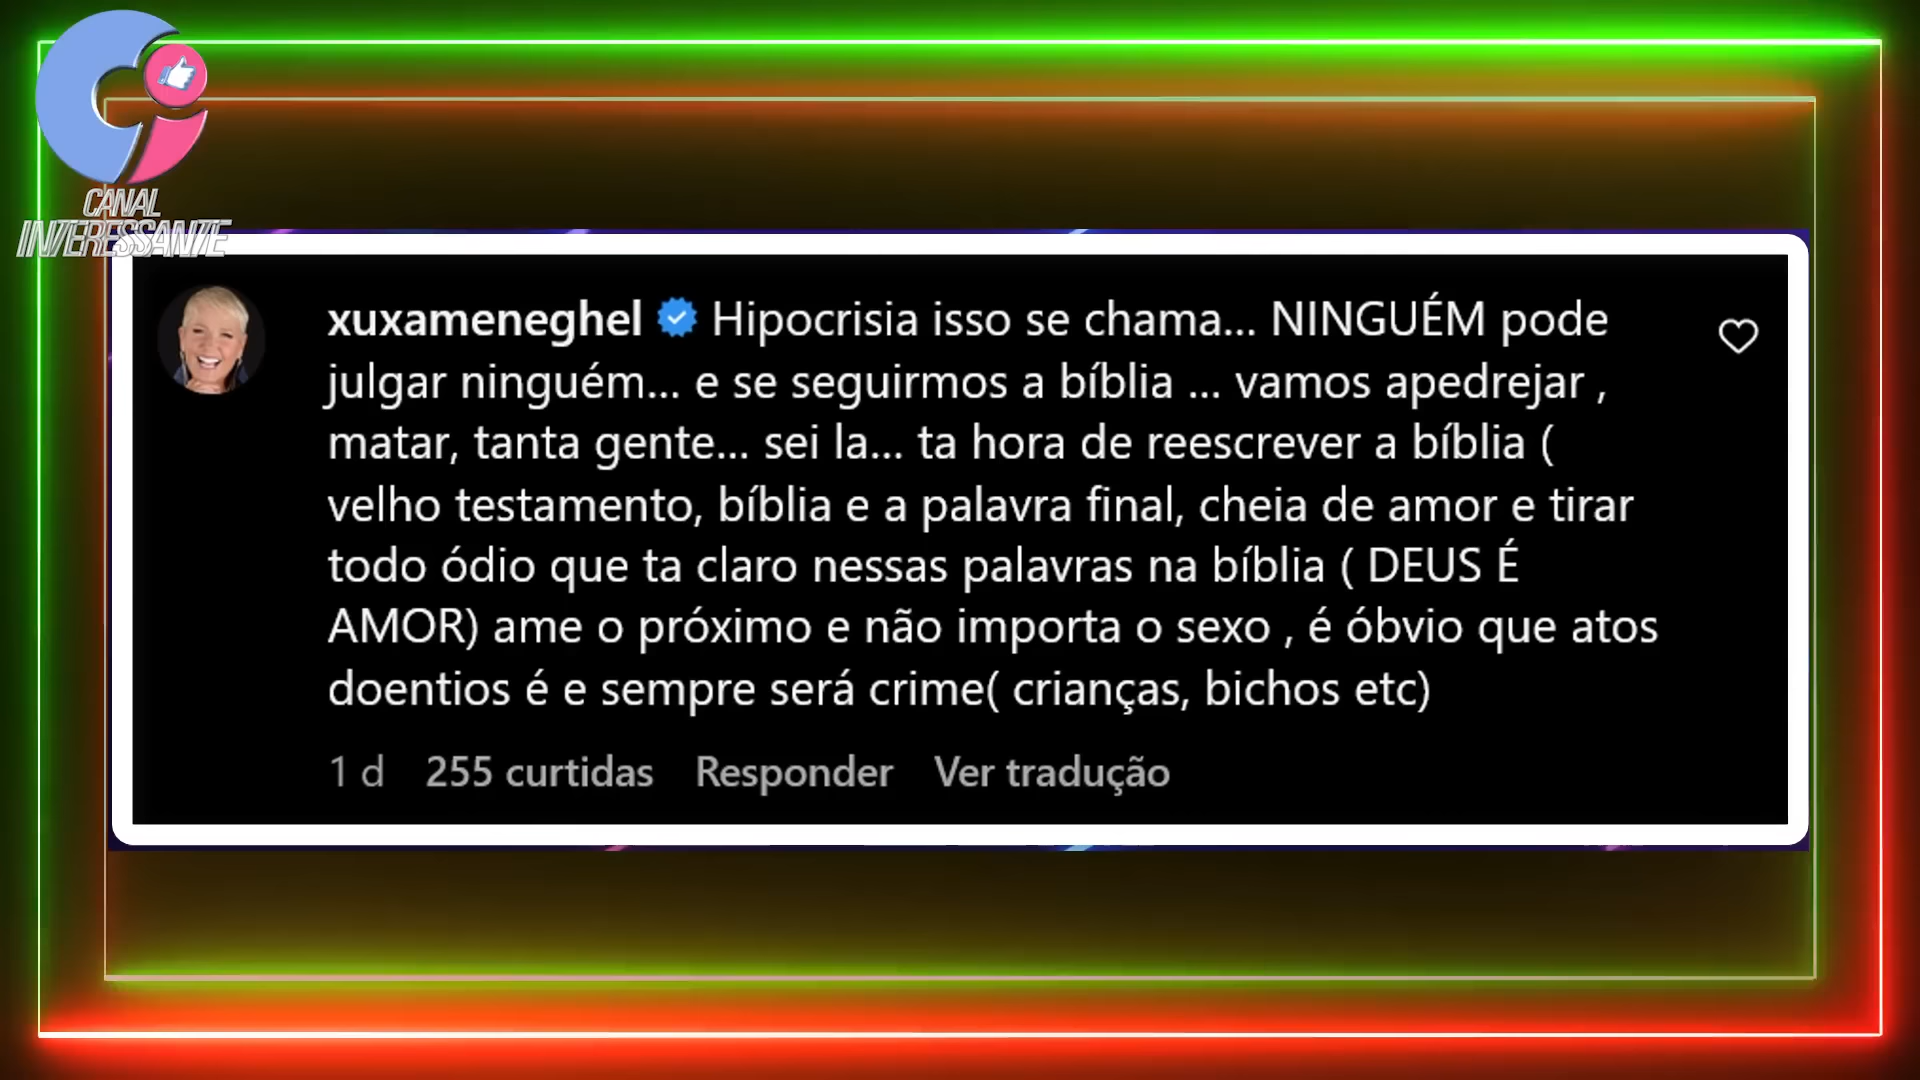 CANAL
INTERESSANTE
xuxameneghel Hipocrisia isso se chama... NINGUÉM pode
julgar ninguém... e se seguirmos a bíblia ... vamos apedrejar ,
matar, tanta gente... sei la... ta hora de reescrever a bíblia (
velho testamento, bíblia e a palavra final, cheia de amor e tirar
todo ódio que ta claro nessas palavras na bíblia ( DEUS É
AMOR) ame o próximo e não importa o sexo , é óbvio que atos
doentios é e sempre será crime( crianças, bichos etc)
1 d 255 curtidas Responder Ver tradução